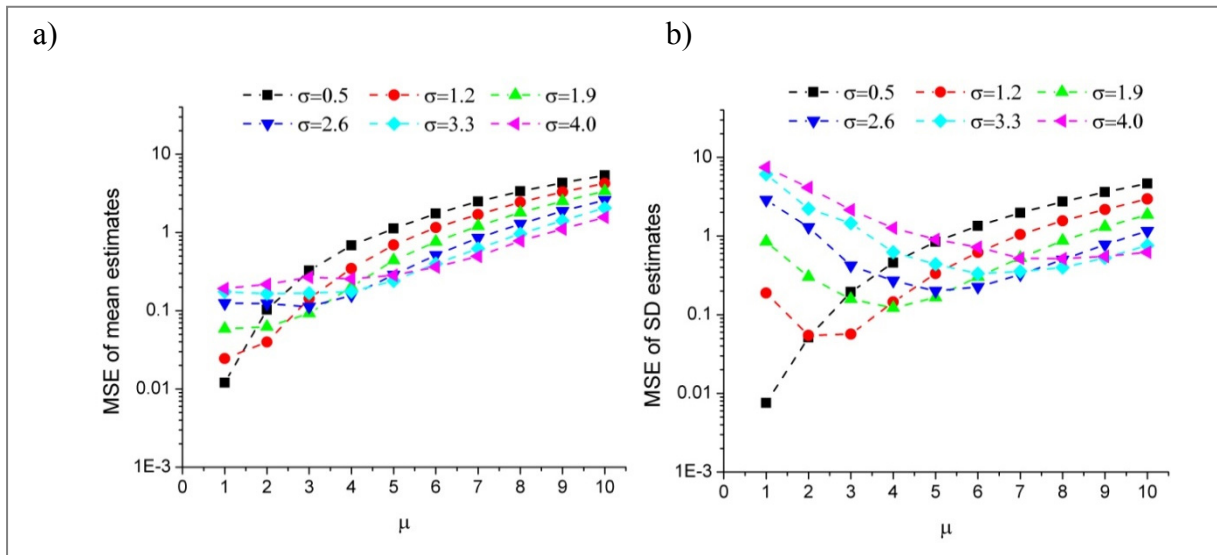 a)
σ=0.5 σ=1.2 σ=1.9
σ=2.6 σ=3.3 σ=4.0
MSE of mean estimates
10
1
0.1
0.01
1E-3
0 1 2 3 4 5 6 7 8 9 10
μ
b)
σ=0.5 σ=1.2 σ=1.9
σ=2.6 σ=3.3 σ=4.0
MSE of SD estimates
10
1
0.1
0.01
1E-3
0 1 2 3 4 5 6 7 8 9 10
μ